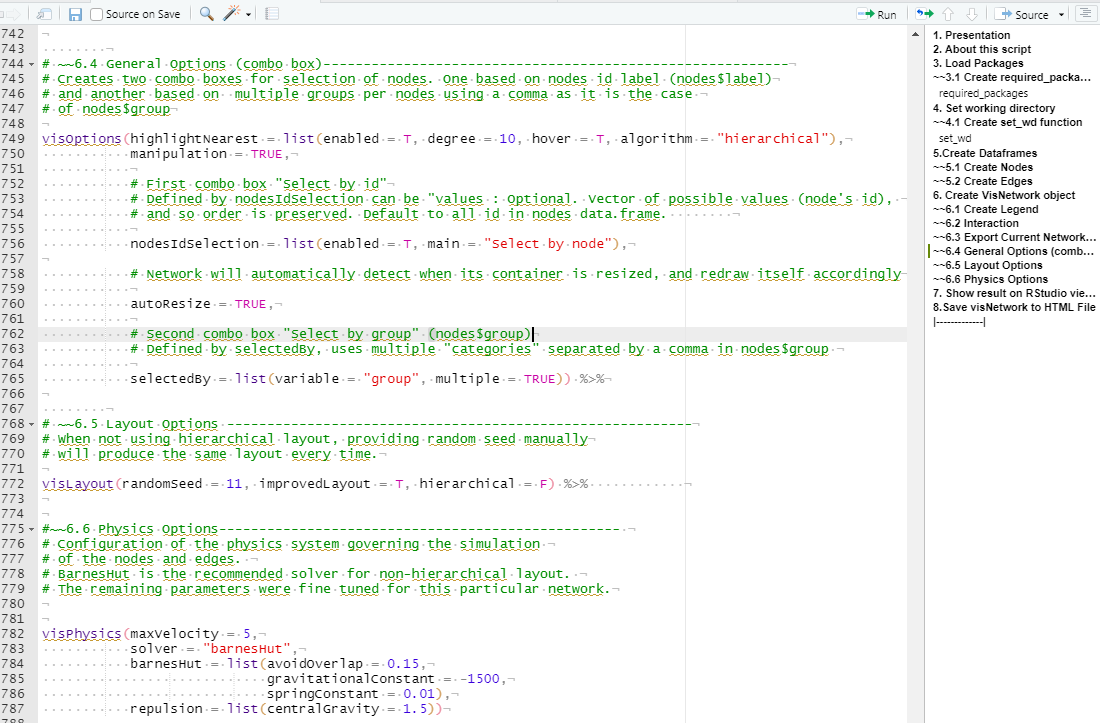 Source on Save
Run
Source
742
743
744 # ~~6.4 General Options (combo box)----------------------------------------------------------
745 # Creates two combo boxes for selection of nodes. One based on nodes id label (nodes$label)
746 # and another based on  multiple groups per nodes using a comma as it is the case
747 # of nodes$group
748
749 visOptions(highlightNearest = list(enabled = T, degree = 10, hover = T, algorithm = "hierarchical"),
750 manipulation = TRUE,
751
752 # First combo box "Select by id"
753 # Defined by nodesIdSelection can be "values : Optional. Vector of possible values (node's id),
754 # and so order is preserved. Default to all id in nodes data.frame.
755
756 nodesIdSelection = list(enabled = T, main = "Select by node"),
757
758 # Network will automatically detect when its container is resized, and redraw itself accordingly
759
760 autoResize = TRUE,
761
762 # Second combo box "Select by group" (nodes$group)
763 # Defined by selectedBy, uses multiple "categories" separated by a comma in nodes$group
764
765 selectedBy = list(variable = "group", multiple = TRUE)) %>%
766
767
768 # ~~6.5 Layout Options ----------------------------------------------------------
769 # When not using hierarchical layout, providing random seed manually
770 # will produce the same layout every time.
771
772 visLayout(randomSeed = 11, improvedLayout = T, hierarchical = F) %>%
773
774
775 #~~6.6 Physics Options--------------------------------------------------
776 # Configuration of the physics system governing the simulation
777 # of the nodes and edges.
778 # BarnesHut is the recommended solver for non-hierarchical layout.
779 # The remaining parameters were fine tuned for this particular network.
780
781
782 visPhysics(maxVelocity = 5,
783 solver = "barnesHut",
784 barnesHut = list(avoidOverlap = 0.15,
785 gravitationalConstant = -1500,
786 springConstant = 0.01),
787 repulsion = list(centralGravity = 1.5))
788
1. Presentation
2. About this script
3. Load Packages
~~3.1 Create required_packa...
required_packages
4. Set working directory
~~4.1 Create set_wd function
set_wd
5.Create Dataframes
~~5.1 Create Nodes
~~5.2 Create Edges
6. Create VisNetwork object
~~6.1 Create Legend
~~6.2 Interaction
~~6.3 Export Current Network...
~~6.4 General Options (comb...
~~6.5 Layout Options
~~6.6 Physics Options
7. Show result on RStudio vie...
8.Save visNetwork to HTML File
|-------------|